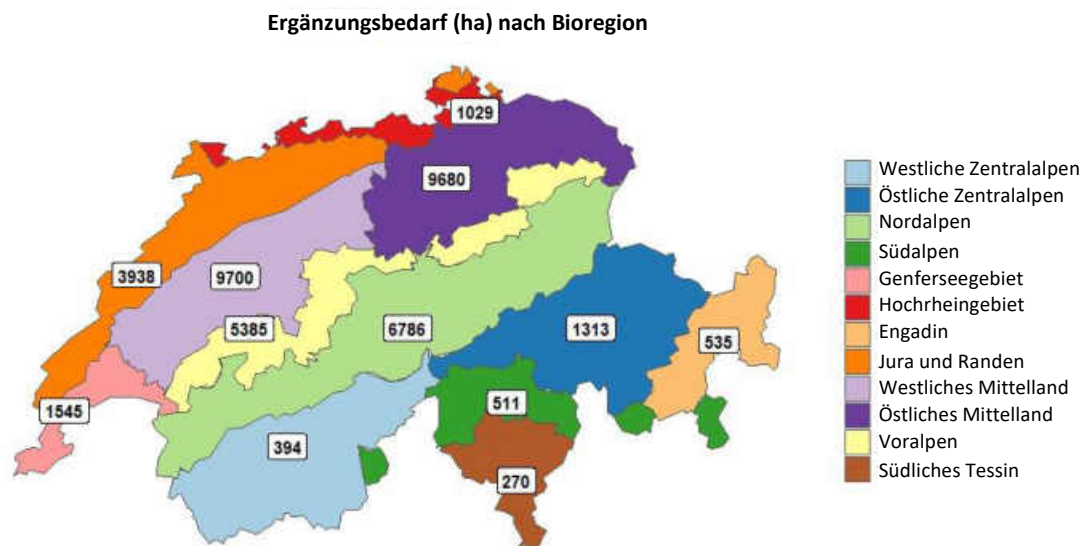 Ergänzungsbedarf (ha) nach Bioregion
1029
9680
3938
9700
5385
6786
1313
535
1545
511
394
270
Westliche Zentralalpen
Östliche Zentralalpen
Nordalpen
Südalpen
Genferseegebiet
Hochrheingebiet
Engadin
Jura und Randen
Westliches Mittelland
Östliches Mittelland
Voralpen
Südliches Tessin